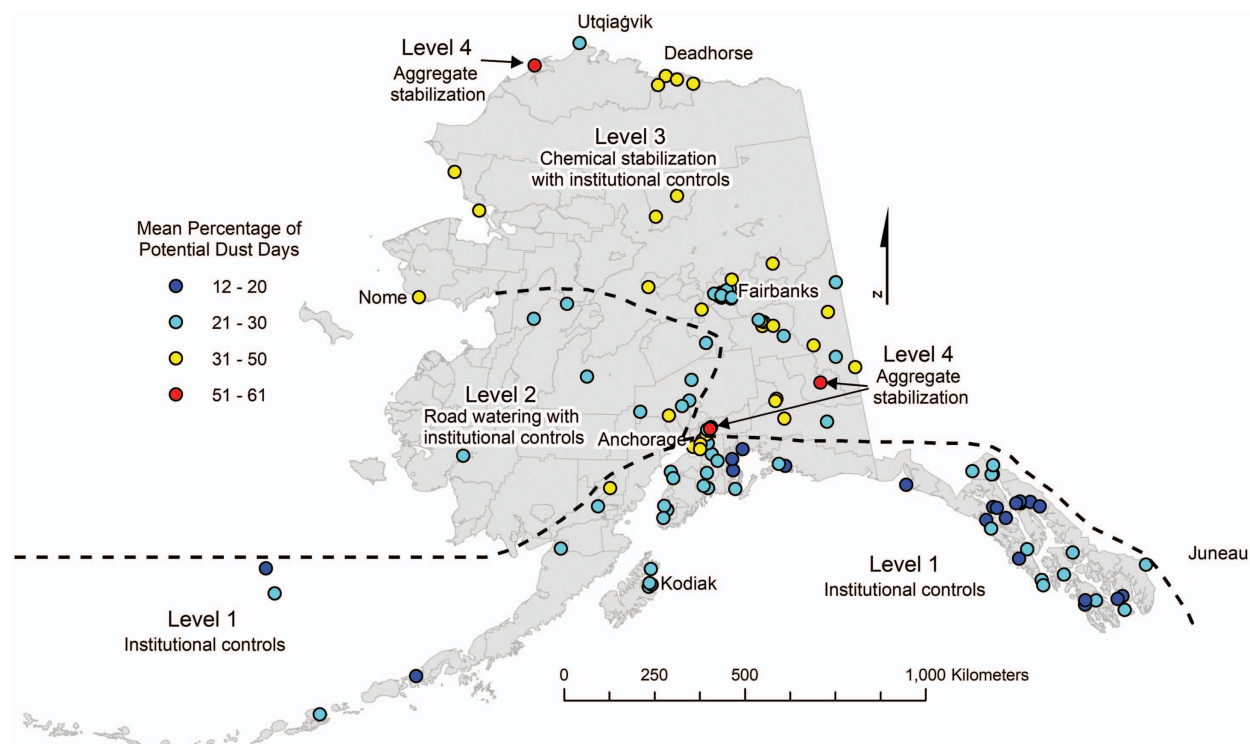 Utqiaġvik
Level 4
Aggregate
stabilization
Deadhorse
Level 3
Chemical stabilization
with institutional controls
Mean Percentage of
Potential Dust Days
12 - 20
21 - 30
31 - 50
51 - 61
N
Nome
Fairbanks
Level 4
Aggregate
stabilization
Level 2
Road watering with
institutional controls
Anchorage
Juneau
Level 1
Institutional controls
Kodiak
Level 1
Institutional controls
0 250 500 1,000 Kilometers